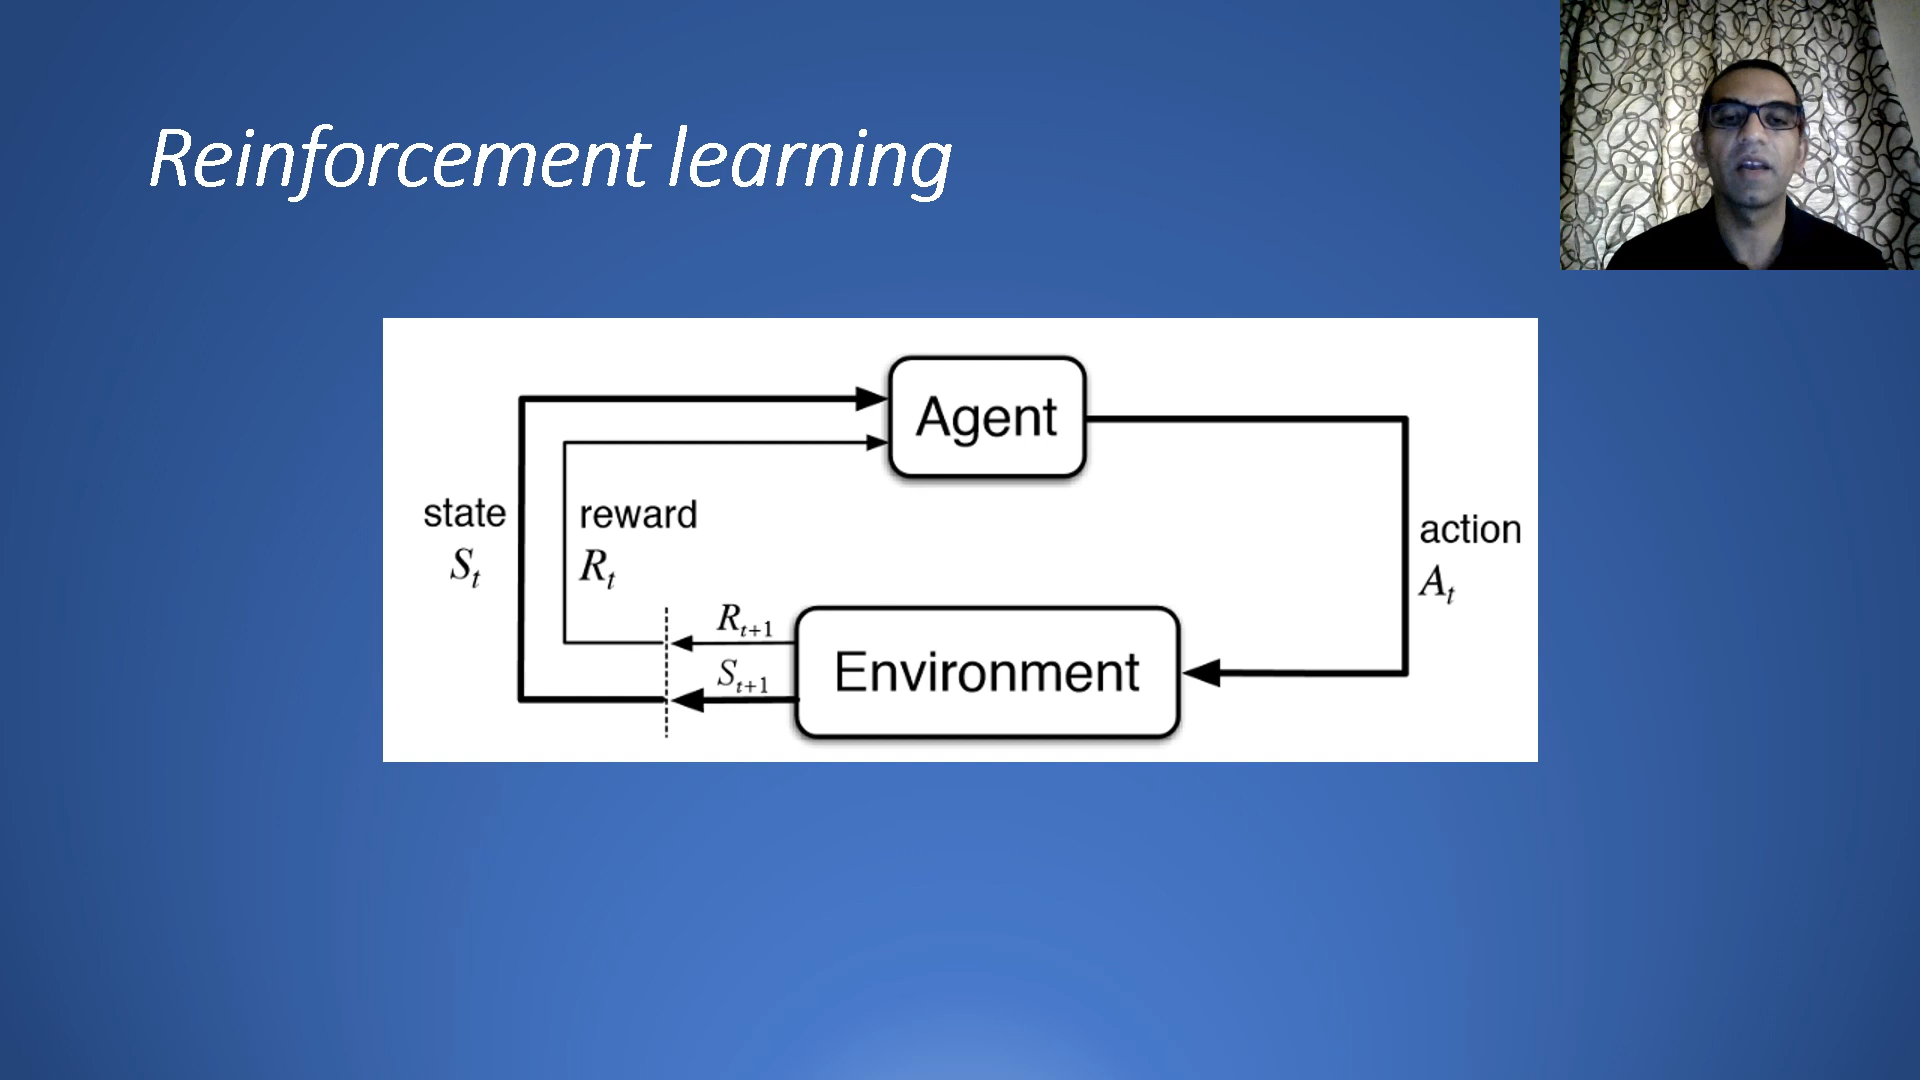 Reinforcement learning
Agent
state
S_t
reward
R_t
action
A_t
R_{t+1}
S_{t+1}
Environment